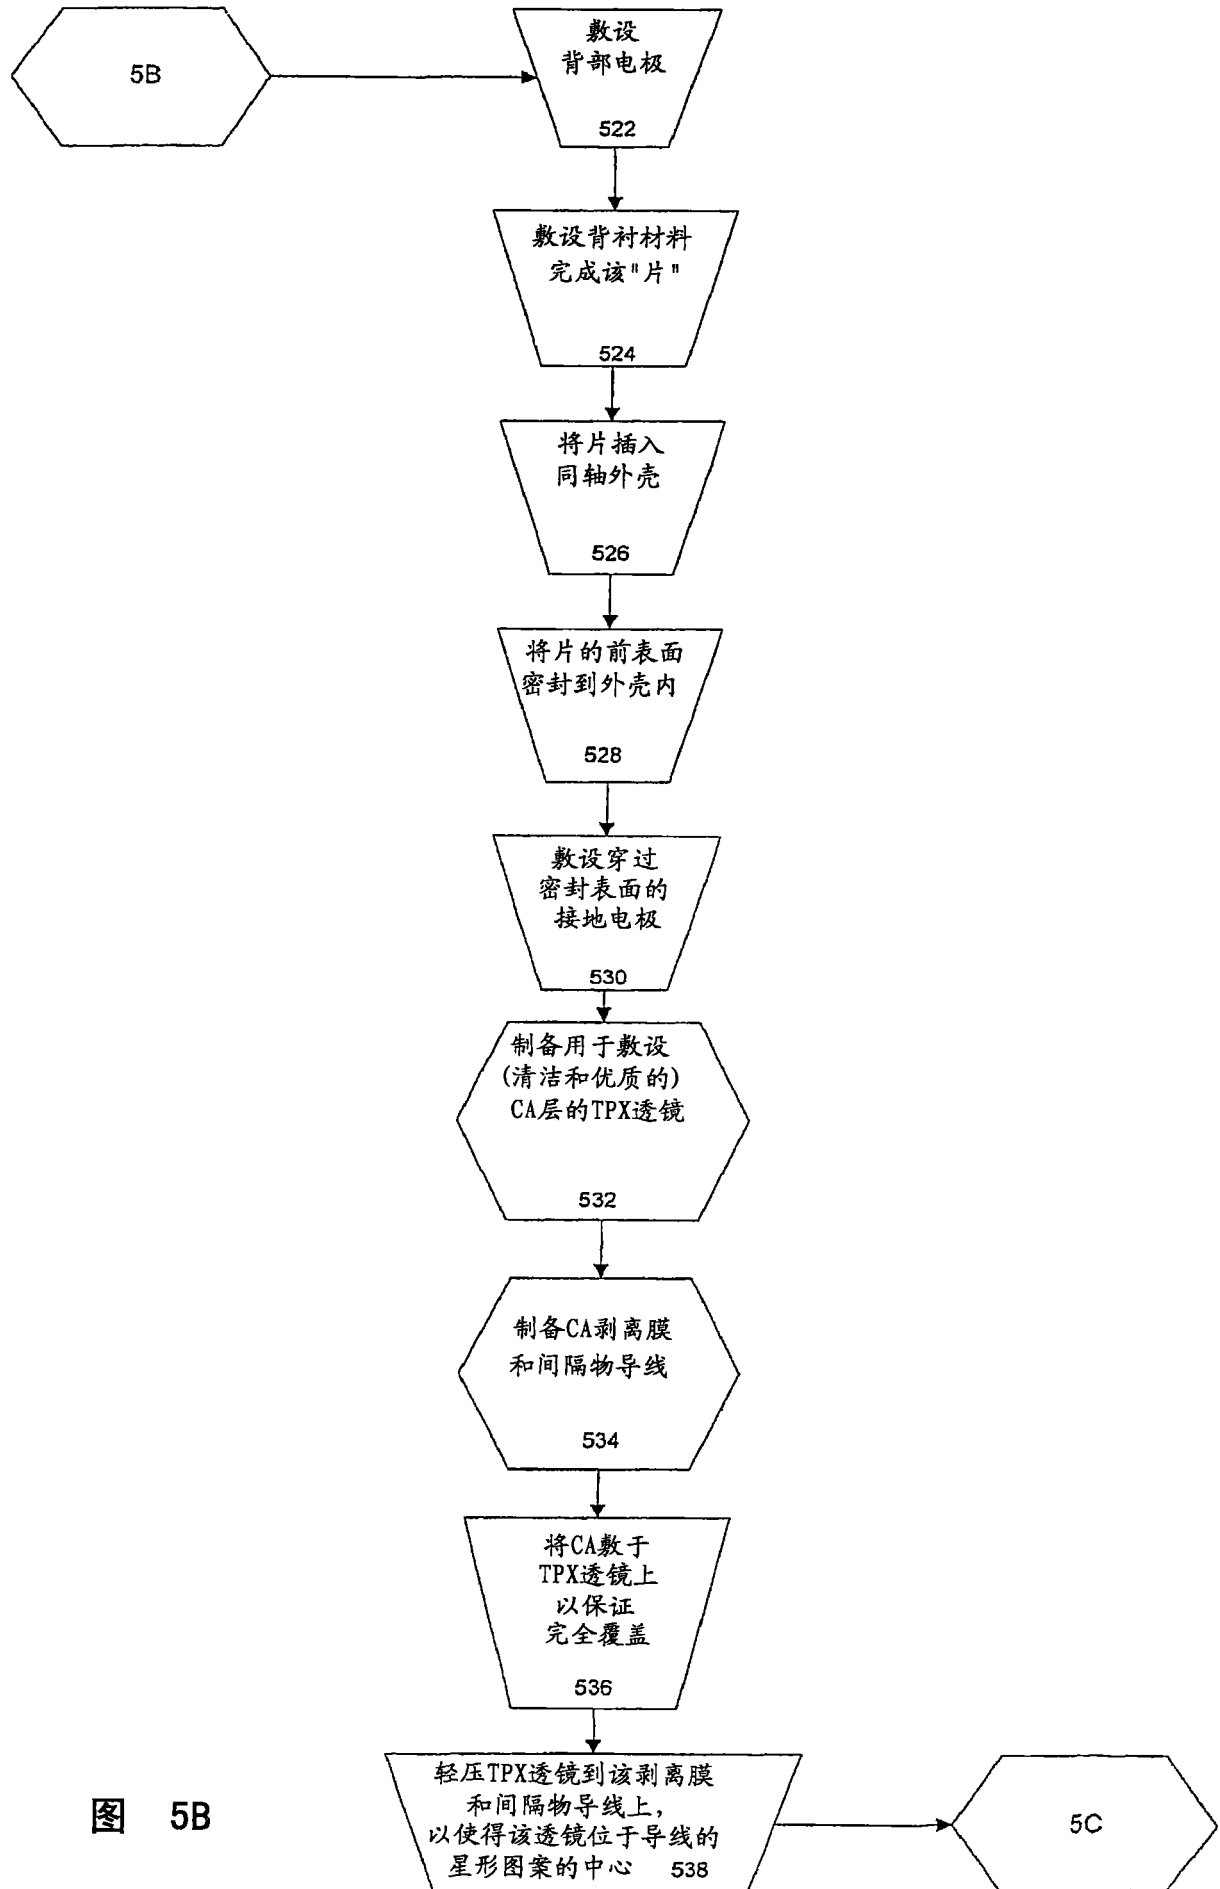 5B
敷设
背部电极
522
敷设背衬材料
完成该"片"
524
将片插入
同轴外壳
526
将片的前表面
密封到外壳内
528
敷设穿过
密封表面的
接地电极
530
制备用于敷设
(清洁和优质的)
CA层的TPX透镜
532
制备CA剥离膜
和间隔物导线
534
将CA敷于
TPX透镜上
以保证
完全覆盖
536
轻压TPX透镜到该剥离膜
和间隔物导线上,
以使得该透镜位于导线的
星形图案的中心 538
5C
图 5B